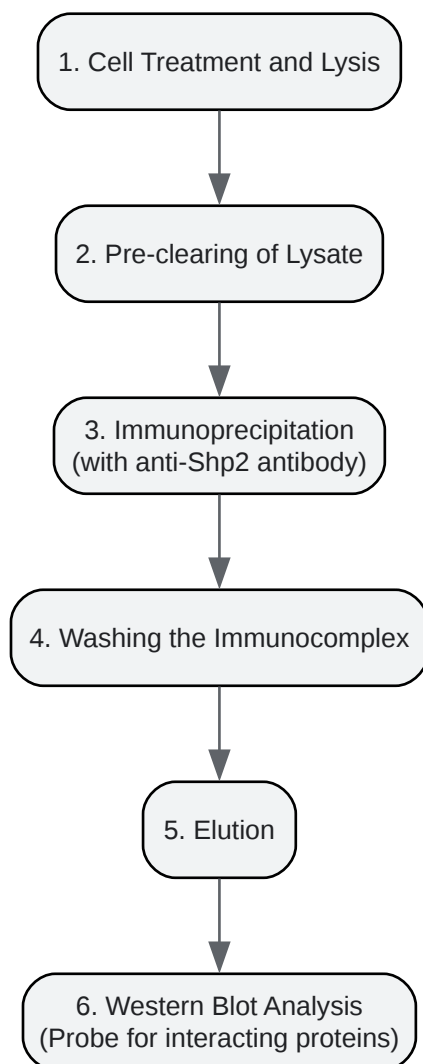 1. Cell Treatment and Lysis
2. Pre-clearing of Lysate
3. Immunoprecipitation
(with anti-Shp2 antibody)
4. Washing the Immunocomplex
5. Elution
6. Western Blot Analysis
(Probe for interacting proteins)